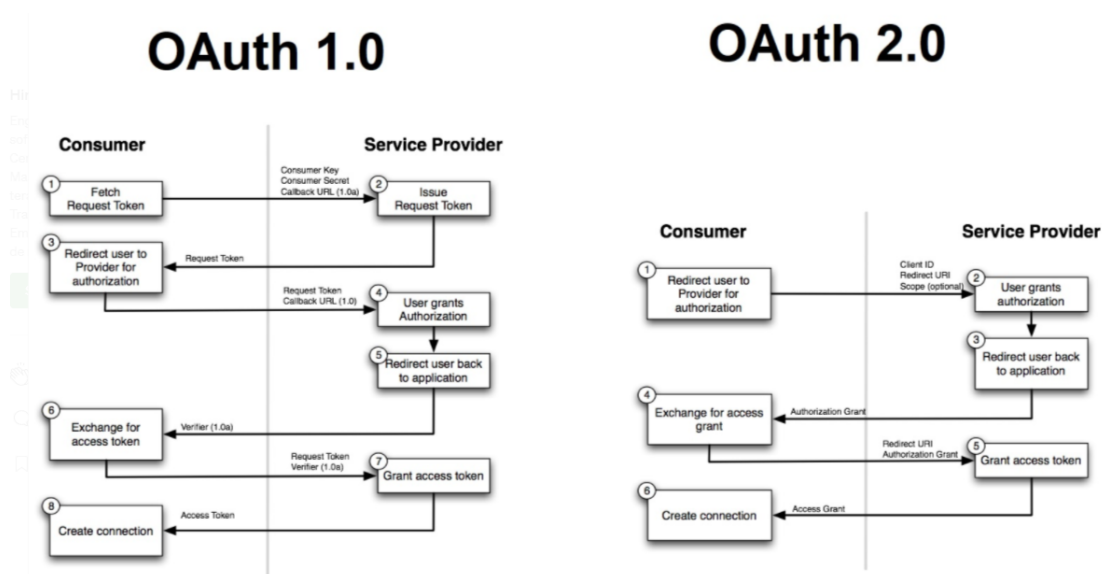 OAuth 1.0
Consumer
Service Provider
1
Fetch
Request Token
Consumer Key
Consumer Secret
Callback URL (1.0a)
2
Issue
Request Token
3
Redirect user to
Provider for
authorization
Request Token
Request Token
Callback URL (1.0)
4
User grants
Authorization
5
Redirect user back
to application
6
Exchange for
access token
Verifier (1.0a)
Request Token
Verifier (1.0a)
7
Grant access token
8
Create connection
Access Token
OAuth 2.0
Consumer
Service Provider
1
Redirect user to
Provider for
authorization
Client ID
Redirect URI
Scope (optional)
2
User grants
authorization
3
Redirect user back
to application
4
Exchange for access
grant
Authorization Grant
Redirect URI
Authorization Grant
5
Grant access token
6
Create connection
Access Grant